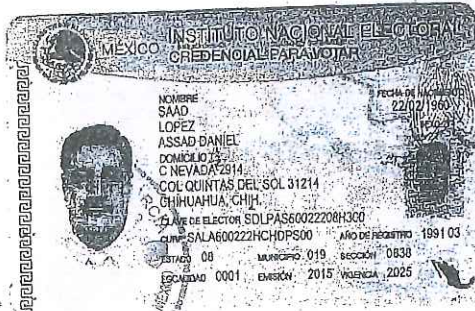 MÉXICO INSTITUTO NACIONAL ELECTORAL
CREDENCIAL PARA VOTAR
NOMBRE
SAAD
LOPEZ
ASSAD DANIEL
FECHA DE NACIMIENTO
22/02/1960
DOMICILIO
C NEVADA 2914
COL QUINTAS DEL SOL 31214
CHIHUAHUA, CHIH.
CLAVE DE ELECTOR SDLPAS60022208H300
CURP SALA600222HCHDPS00 AÑO DE REGISTRO 1991 03
ESTADO 08 MUNICIPIO 019 SECCIÓN 0838
LOCALIDAD 0001 EMISIÓN 2015 VIGENCIA 2025